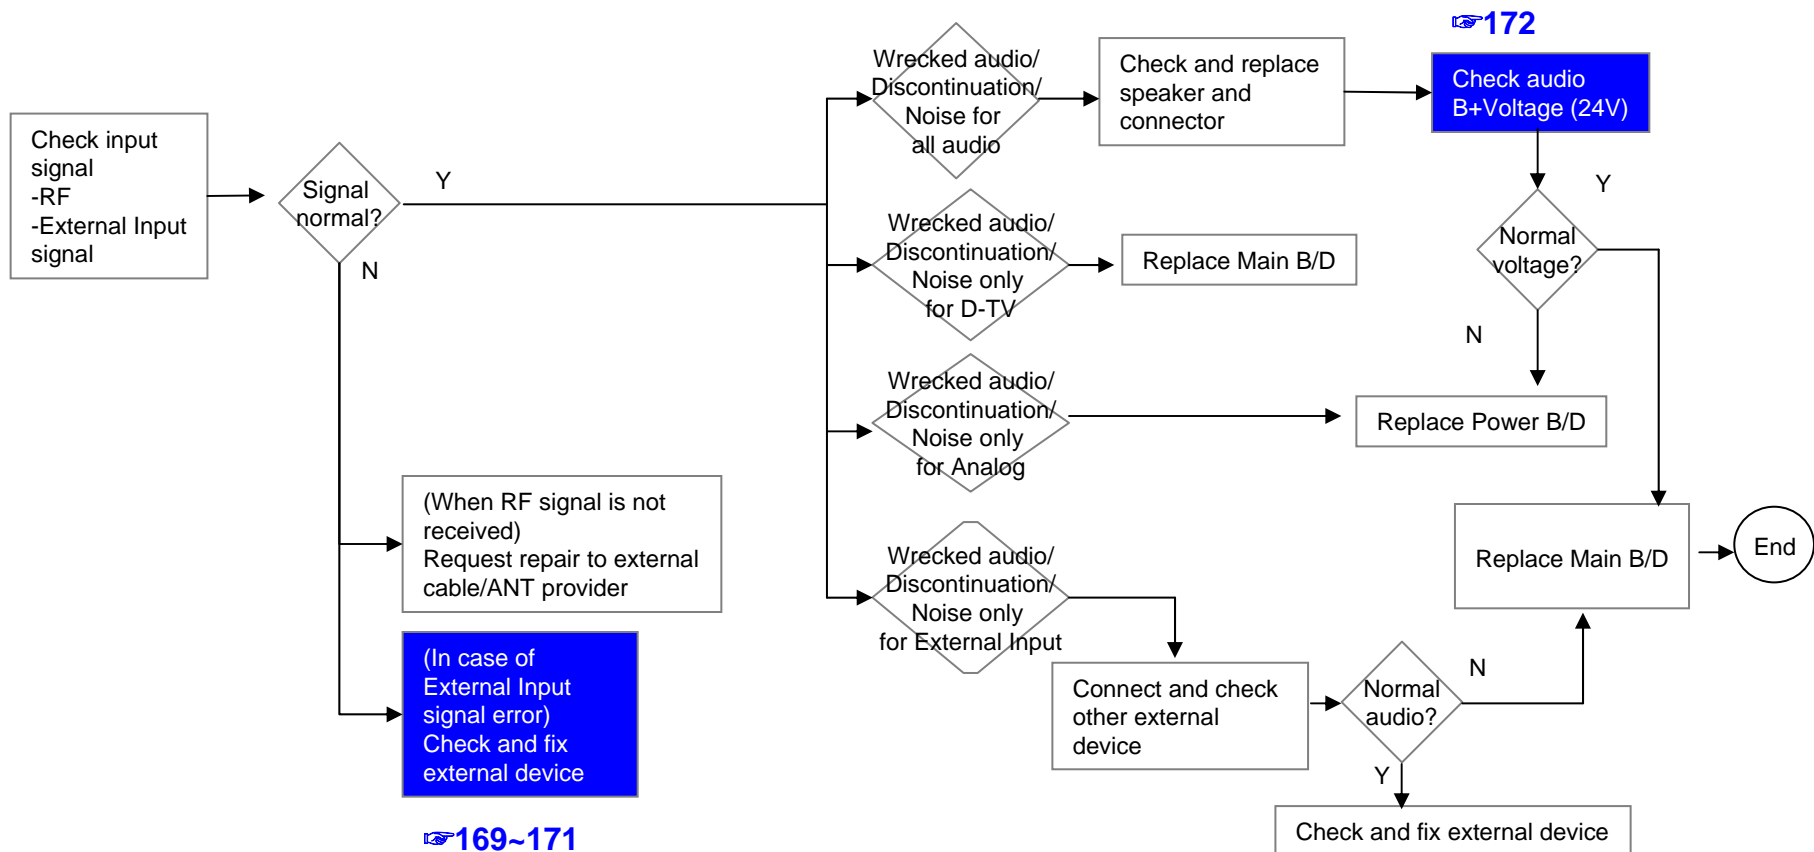 Check input
signal
-RF
-External Input
signal
Signal
normal?
Y
N
(When RF signal is not
received)
Request repair to external
cable/ANT provider
(In case of
External Input
signal error)
Check and fix
external device
☞169~171
Wrecked audio/
Discontinuation/
Noise for
all audio
Check and replace
speaker and
connector
☞172
Check audio
B+Voltage (24V)
Normal
voltage?
Y
N
Wrecked audio/
Discontinuation/
Noise only
for D-TV
Replace Main B/D
Wrecked audio/
Discontinuation/
Noise only
for Analog
Replace Power B/D
Wrecked audio/
Discontinuation/
Noise only
for External Input
Connect and check
other external
device
Normal
audio?
N
Y
Replace Main B/D
End
Check and fix external device